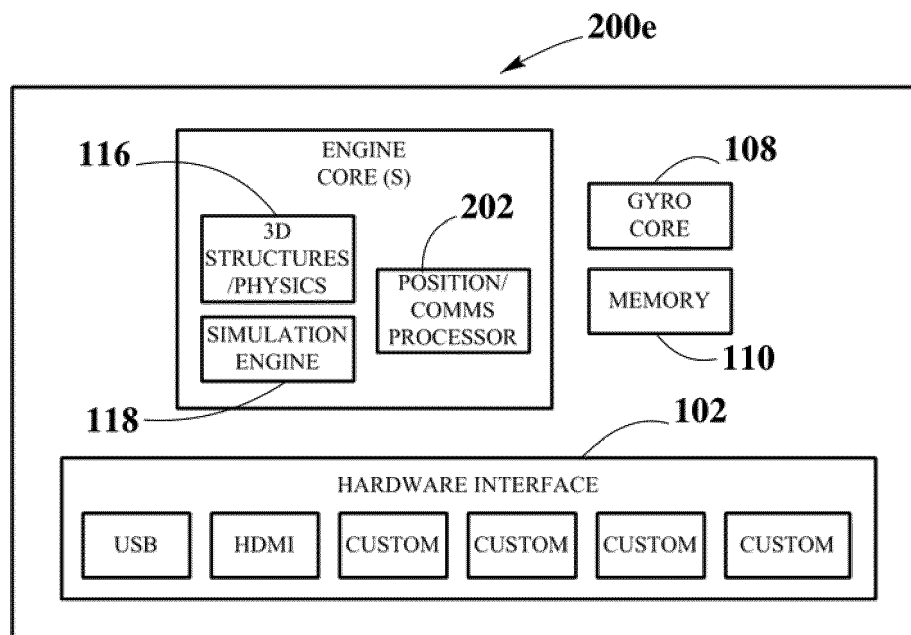 200e
ENGINE
CORE (S)
116
108
GYRO
CORE
202
3D
STRUCTURES
/PHYSICS
POSITION/
COMMS
PROCESSOR
MEMORY
SIMULATION
ENGINE
110
118
102
HARDWARE INTERFACE
USB
HDMI
CUSTOM
CUSTOM
CUSTOM
CUSTOM